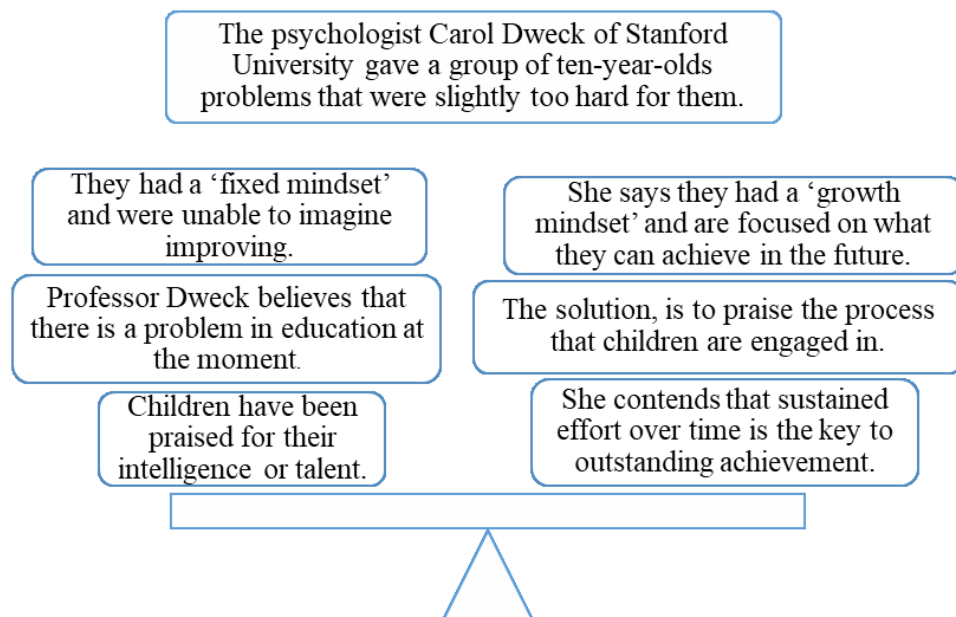 The psychologist Carol Dweck of Stanford
University gave a group of ten-year-olds
problems that were slightly too hard for them.
They had a ‘fixed mindset’
and were unable to imagine
improving.
Professor Dweck believes that
there is a problem in education at
the moment.
Children have been
praised for their
intelligence or talent.
She says they had a ‘growth
mindset’ and are focused on what
they can achieve in the future.
The solution, is to praise the process
that children are engaged in.
She contends that sustained
effort over time is the key to
outstanding achievement.